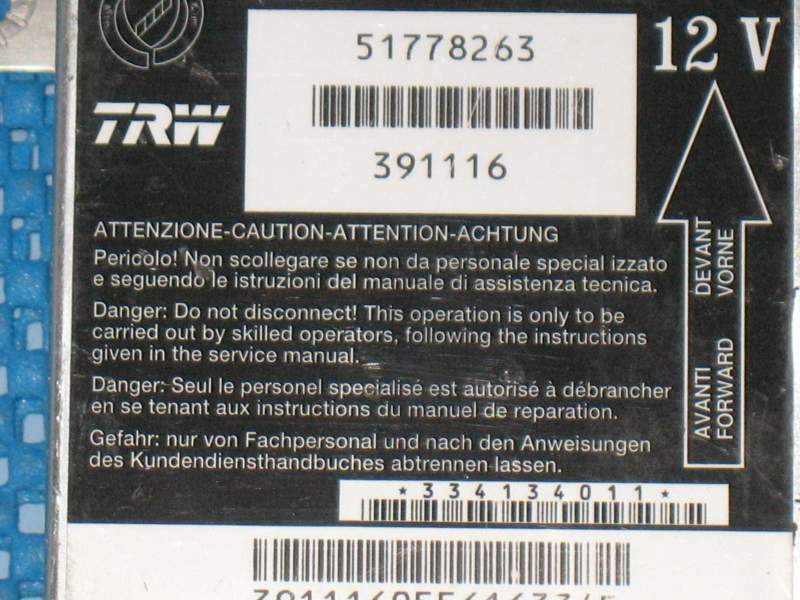 51778263
12 V
TRW
391116
ATTENZIONE-CAUTION-ATTENTION-ACHTUNG
Pericolo! Non scollegare se non da personale special izzato
e seguendo le istruzioni del manuale di assistenza tecnica.
Danger: Do not disconnect! This operation is only to be
carried out by skilled operators, following the instructions
given in the service manual.
Danger: Seul le personel specialisé est autorisé à débrancher
en se tenant aux instructions du manuel de reparation.
Gefahr: nur von Fachpersonal und nach den Anweisungen
des Kundendiensthandbuches abtrennen lassen.
AVANTI DEVANT
FORWARD VORNE
*334134011*